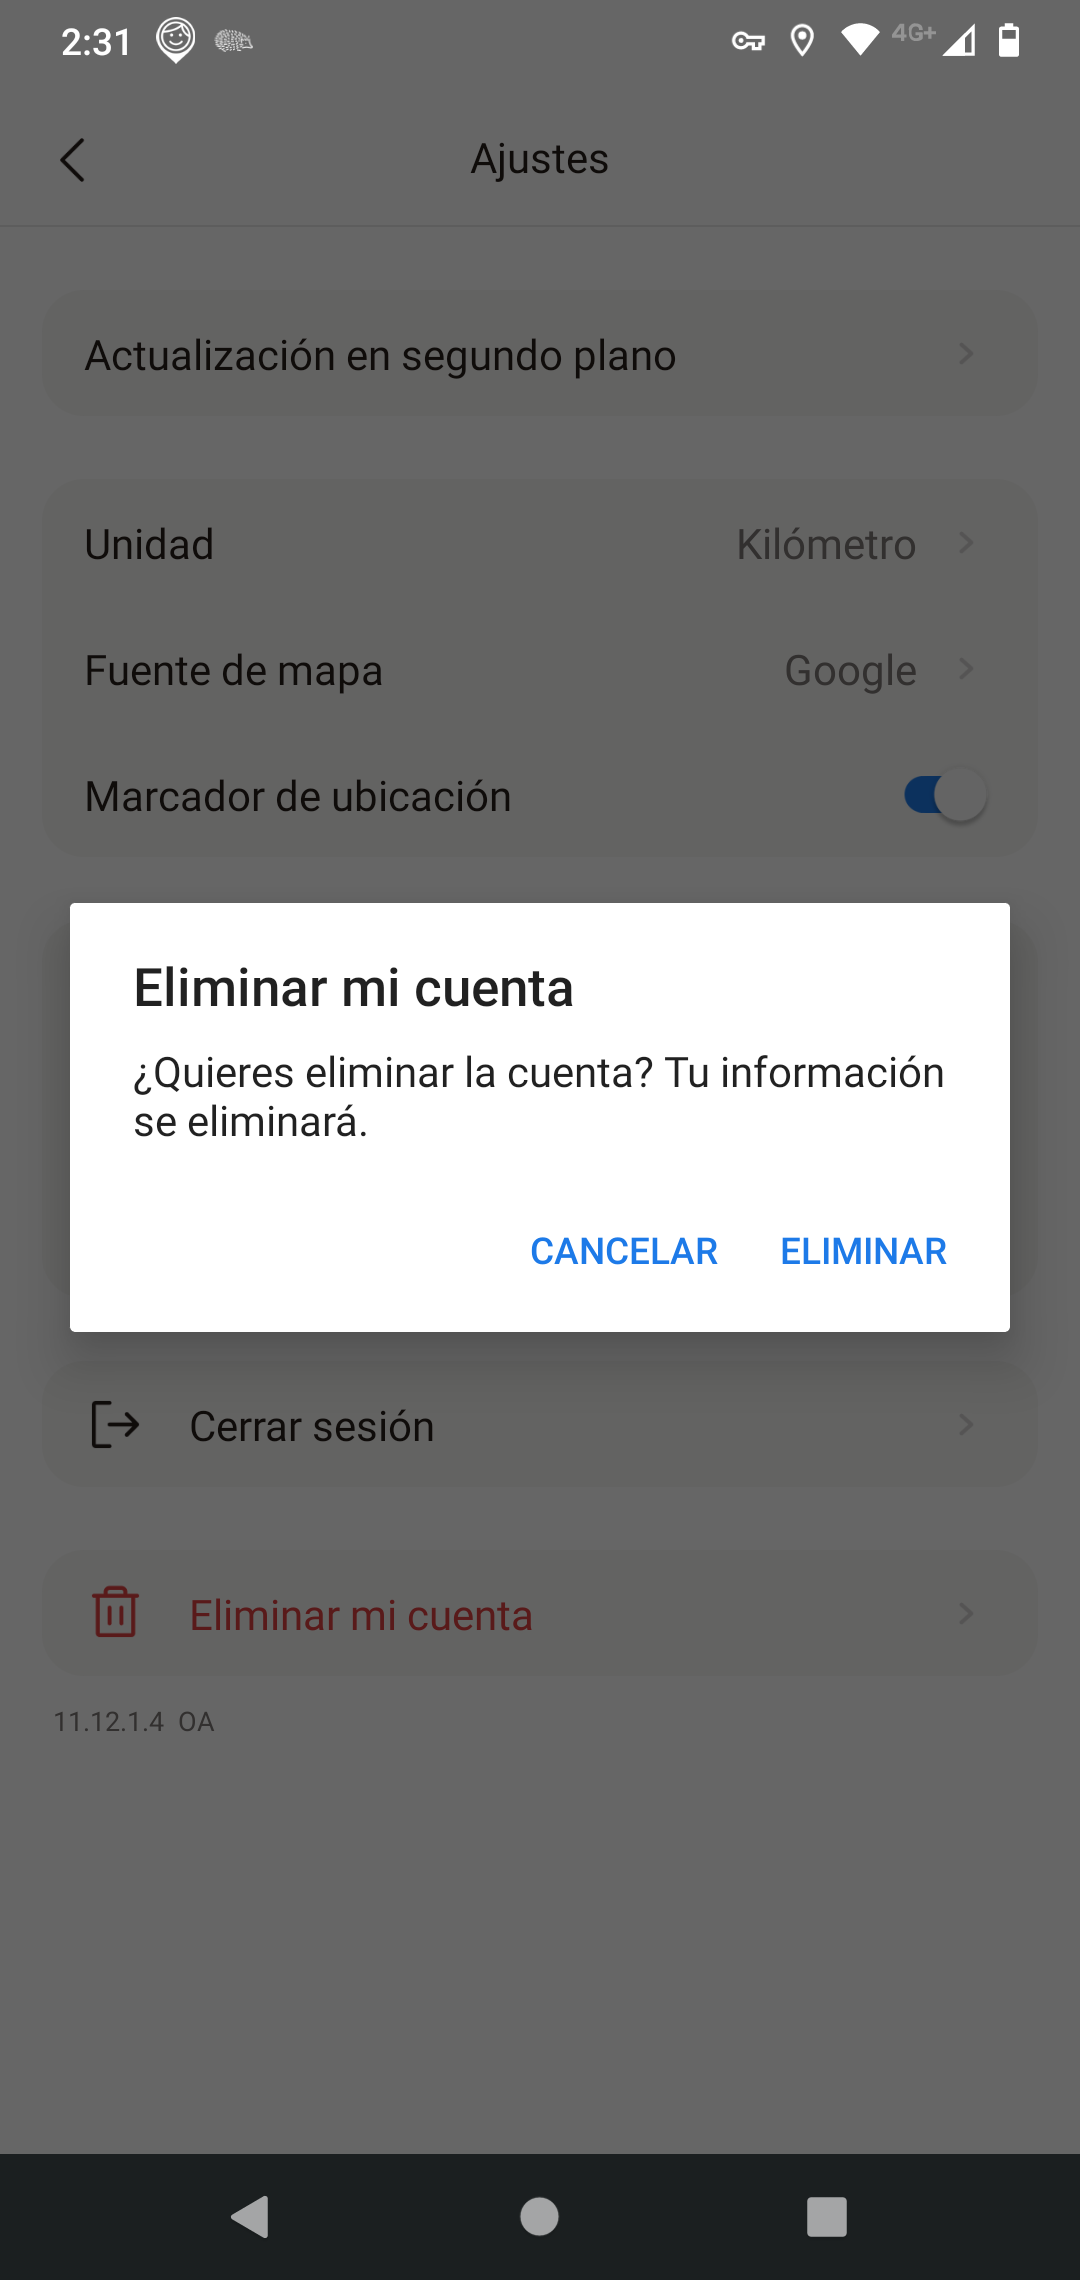 2:31
4G+
Ajustes
Actualización en segundo plano
Unidad Kilómetro
Fuente de mapa Google
Marcador de ubicación
Eliminar mi cuenta
¿Quieres eliminar la cuenta? Tu información
se eliminará.
CANCELAR ELIMINAR
Cerrar sesión
Eliminar mi cuenta
11.12.1.4 OA